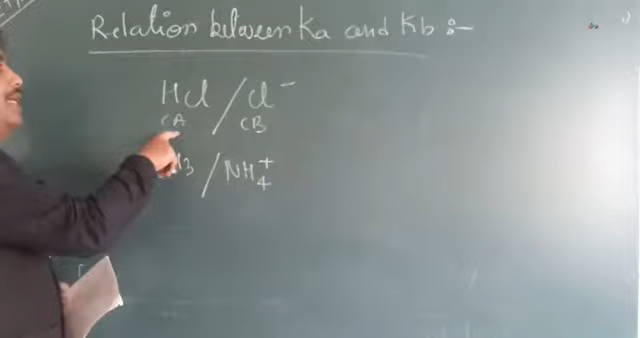 Relation between Ka and Kb :-
HCl / Cl⁻
CA CB
/ NH₄⁺